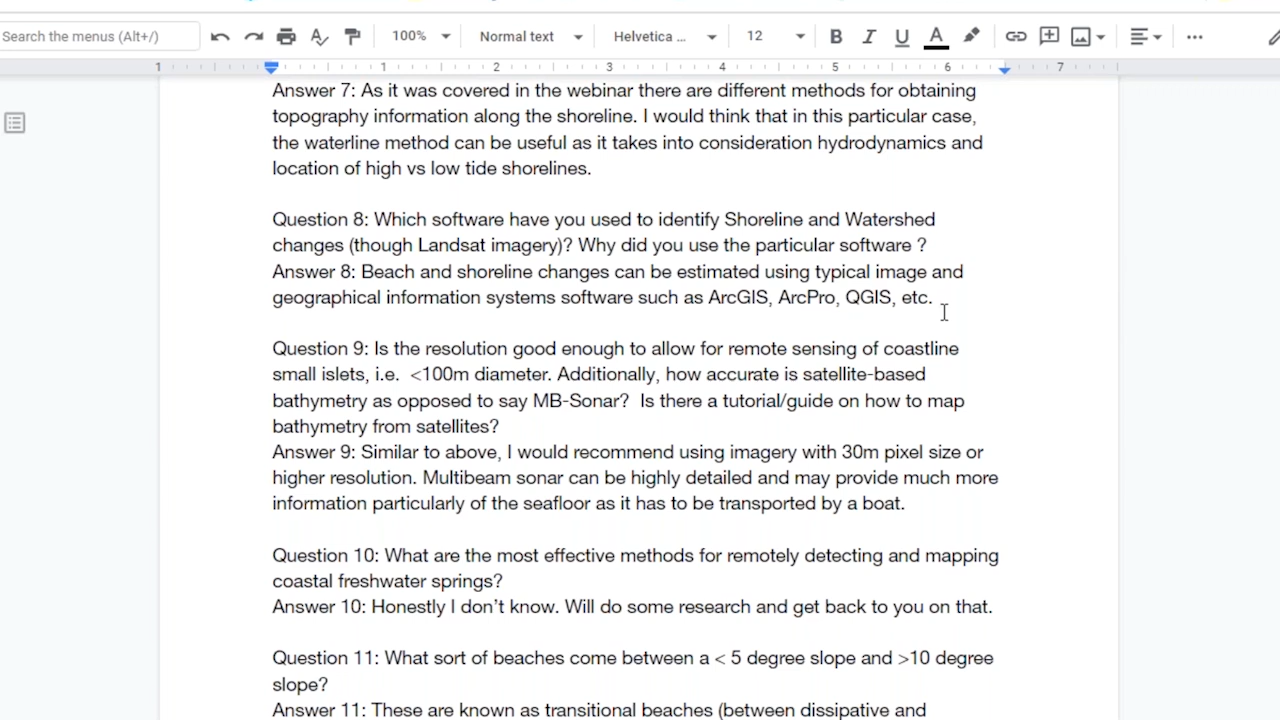 Search the menus (Alt+/)
100%
Normal text
Helvetica ...
12
B I U A
1 1 2 3 4 5 6 7
Answer 7: As it was covered in the webinar there are different methods for obtaining
topography information along the shoreline. I would think that in this particular case,
the waterline method can be useful as it takes into consideration hydrodynamics and
location of high vs low tide shorelines.
Question 8: Which software have you used to identify Shoreline and Watershed
changes (though Landsat imagery)? Why did you use the particular software ?
Answer 8: Beach and shoreline changes can be estimated using typical image and
geographical information systems software such as ArcGIS, ArcPro, QGIS, etc.
Question 9: Is the resolution good enough to allow for remote sensing of coastline
small islets, i.e.  <100m diameter. Additionally, how accurate is satellite-based
bathymetry as opposed to say MB-Sonar?  Is there a tutorial/guide on how to map
bathymetry from satellites?
Answer 9: Similar to above, I would recommend using imagery with 30m pixel size or
higher resolution. Multibeam sonar can be highly detailed and may provide much more
information particularly of the seafloor as it has to be transported by a boat.
Question 10: What are the most effective methods for remotely detecting and mapping
coastal freshwater springs?
Answer 10: Honestly I don’t know. Will do some research and get back to you on that.
Question 11: What sort of beaches come between a < 5 degree slope and >10 degree
slope?
Answer 11: These are known as transitional beaches (between dissipative and